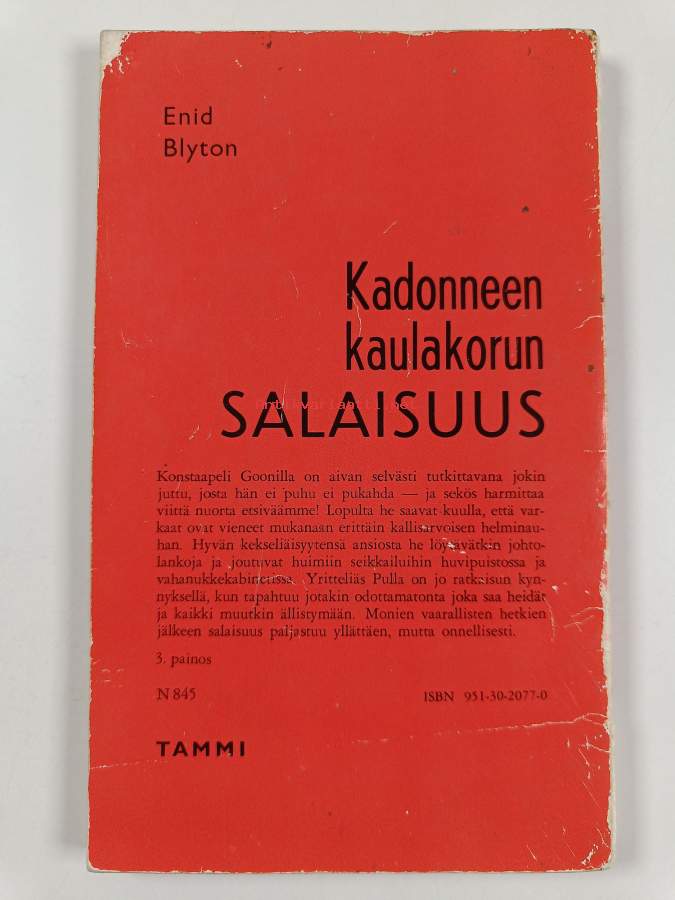 Enid
Blyton
Kadonneen
kaulakorun
SALAISUUS
antikvariaatti.net
Konstaapeli Goonilla on aivan selvästi tutkittavana jokin
juttu, josta hän ei puhu ei pukahda — ja sekös harmittaa
viittä nuorta etsiväämme! Lopulta he saavat kuulla, että var-
kaat ovat vieneet mukanaan erittäin kallisarvoisen helminau-
han. Hyvän kekseliäisyytensä ansiosta he löytävätkin johto-
lankoja ja joutuvat huimiin seikkailuihin huvipuistossa ja
vahanukkekabinetissa. Yritteliäs Pulla on jo ratkaisun kyn-
nyksellä, kun tapahtuu jotakin odottamatonta joka saa heidät
ja kaikki muutkin ällistymään. Monien vaarallisten hetkien
jälkeen salaisuus paljastuu yllättäen, mutta onnellisesti.
3. painos
N 845 ISBN 951-30-2077-0
TAMMI